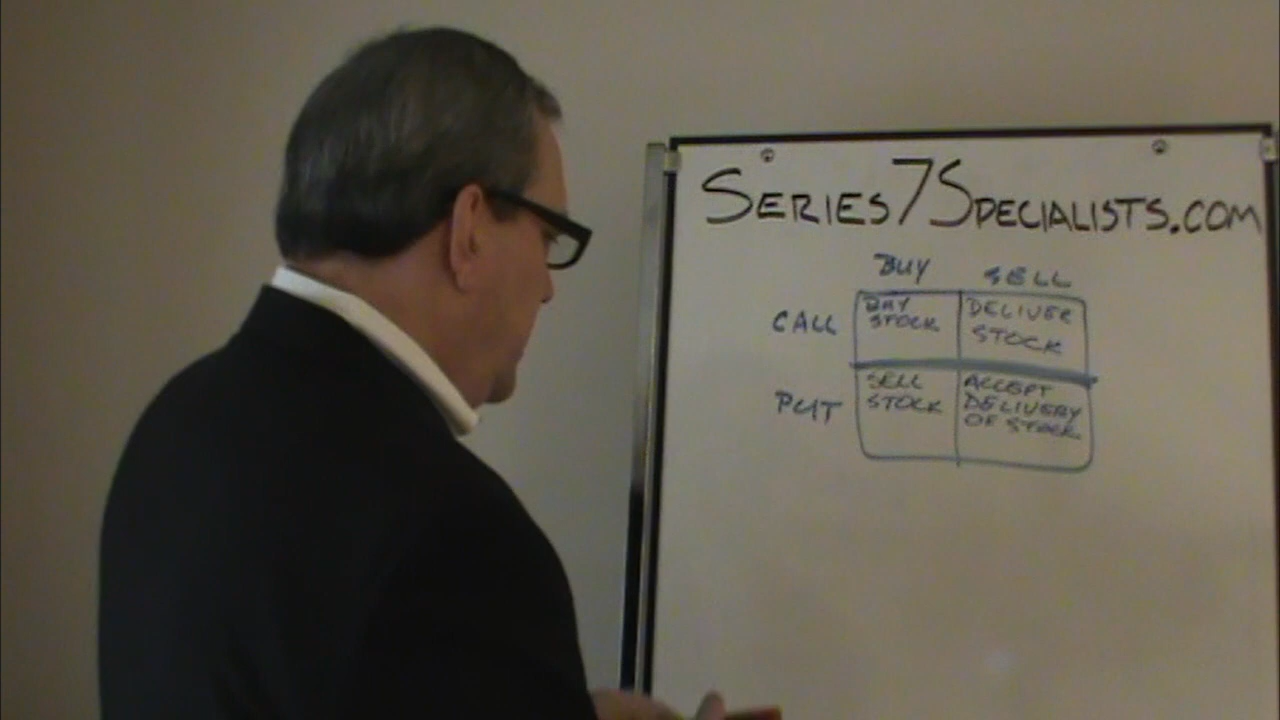 SERIES7SPECIALISTS.COM
BUY SELL
CALL
BUY
STOCK
DELIVER
STOCK
PUT
SELL
STOCK
ACCEPT
DELIVERY
OF STOCK